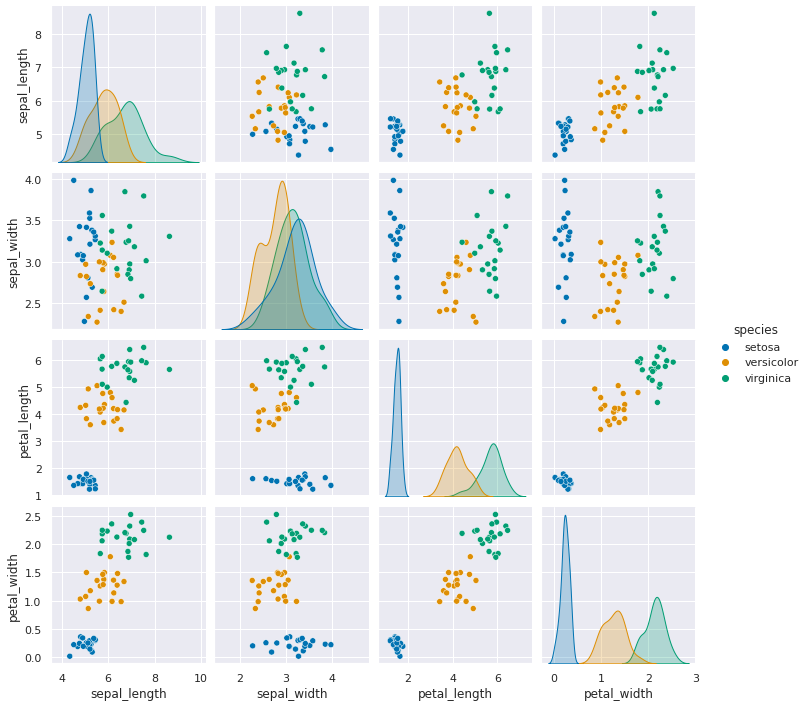 sepal_length
8
7
6
5
sepal_width
4.0
3.5
3.0
2.5
species
setosa
versicolor
virginica
petal_length
6
5
4
3
2
1
petal_width
2.5
2.0
1.5
1.0
0.5
0.0
4 6 8 10
2 3 4
2 4 6
0 1 2 3
sepal_length
sepal_width
petal_length
petal_width